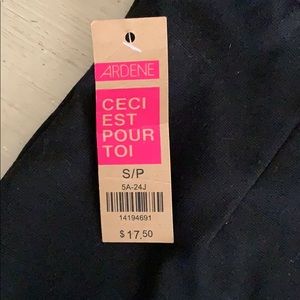 ARDENE
CECI
EST
POUR
TOI
S/P
5A-24J
14194691
$17.50